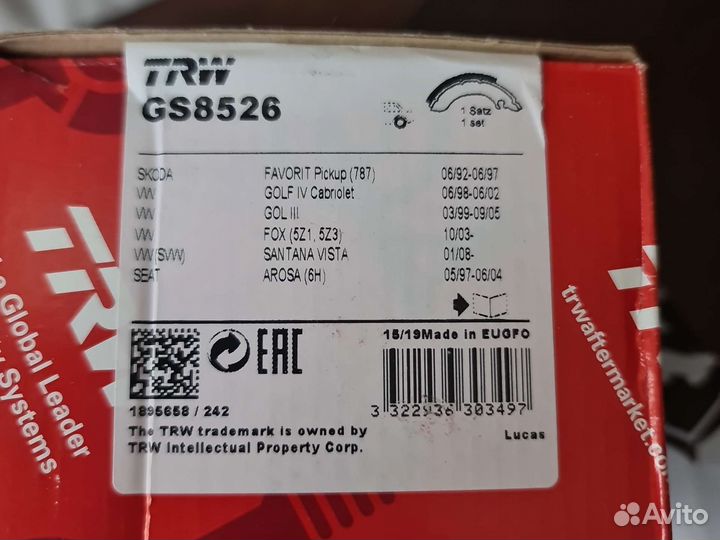 TRW
GS8526
1 Satz
1 set
SKODA FAVORIT Pickup (787) 06/92-06/97
VW GOLF IV Cabriolet 06/98-06/02
VW GOL III 03/99-09/05
VW FOX (5Z1, 5Z3) 10/03-
VW(SVW) SANTANA VISTA 01/08-
SEAT AROSA (6H) 05/97-06/04
15/19Made in EUGFO
EAC
1895658 / 242
3 322936 303497
The TRW trademark is owned by
TRW Intellectual Property Corp.
Lucas
TRW
Global Leader
Systems
trwaftermarket.co
Avito